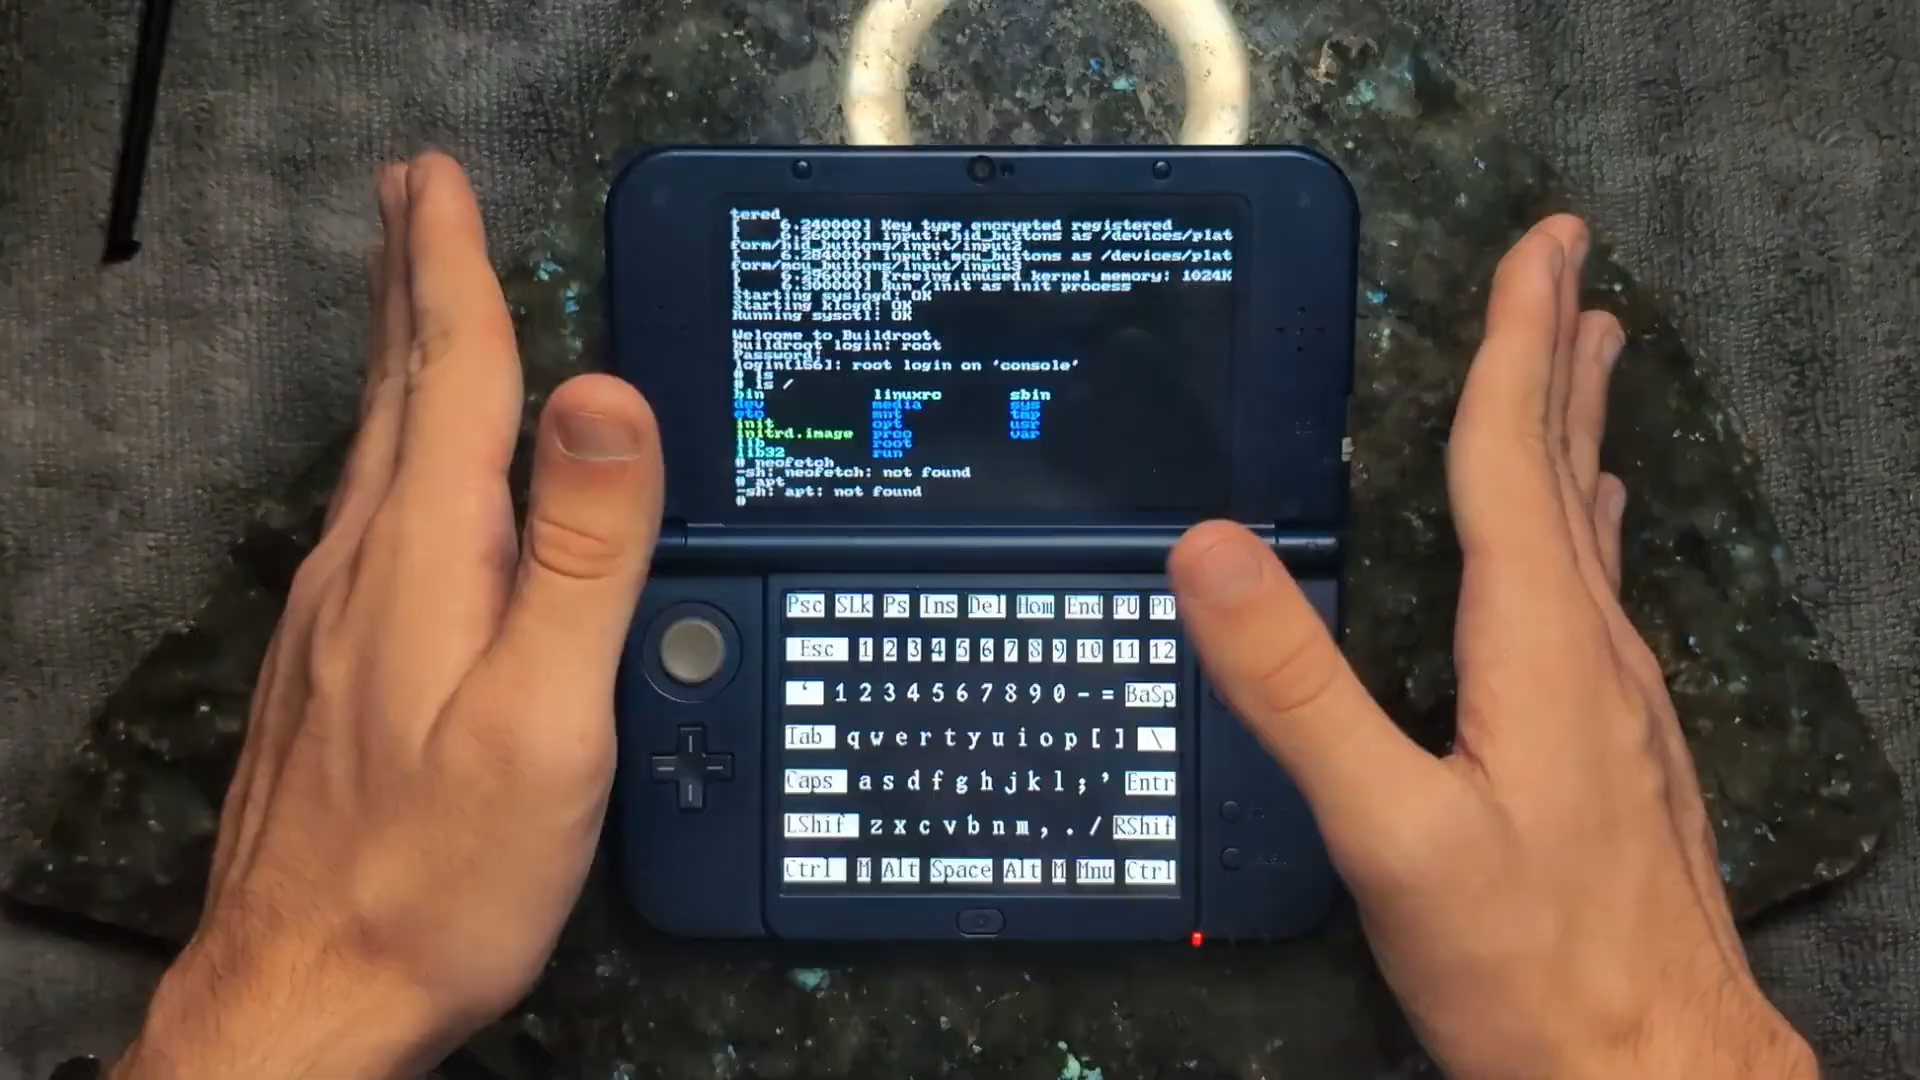 tered
[    6.240000] Key type encrypted registered
[    6.260000] input: hid_buttons as /devices/plat
form/hid_buttons/input/input2
[    6.284000] input: mcu_buttons as /devices/plat
form/mcu_buttons/input/input3
[    6.296000] Freeing unused kernel memory: 1024K
[    6.300000] Run /init as init process
Starting syslogd: OK
Starting klogd: OK
Running sysctl: OK
Welcome to Buildroot
buildroot login: root
Password:
login[156]: root login on 'console'
# ls
# ls /
bin linuxrc sbin
dev media sys
etc mnt tmp
init opt usr
initrd.image proc var
lib root
lib32 run
# neofetch
-sh: neofetch: not found
# apt
-sh: apt: not found
#
Psc SLk Ps Ins Del Hom End PU PD
Esc 1 2 3 4 5 6 7 8 9 10 11 12
` 1 2 3 4 5 6 7 8 9 0 - = BaSp
Tab q w e r t y u i o p [ ] \
Caps a s d f g h j k l ; ' Entr
LShif z x c v b n m , . / RShif
Ctrl M Alt Space Alt M Mnu Ctrl